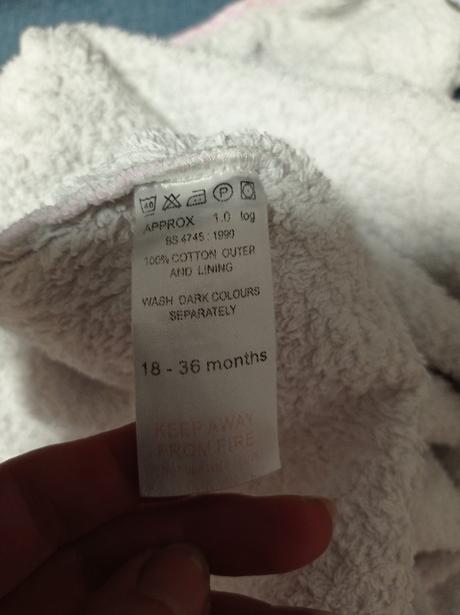 40 P
APPROX 1.0 tog
BS 4745 : 1990
100% COTTON OUTER
AND LINING
WASH DARK COLOURS
SEPARATELY
18 - 36 months
KEEP AWAY
FROM FIRE